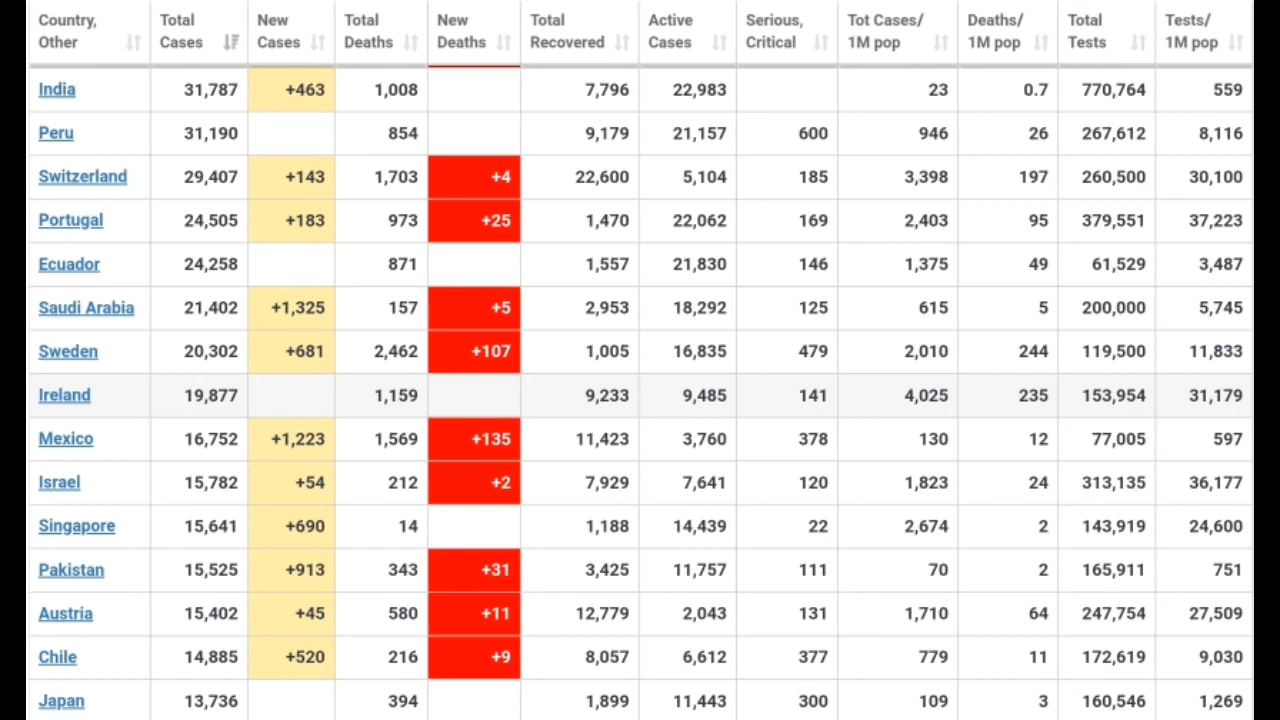 Country, Other Total Cases New Cases Total Deaths New Deaths Total Recovered Active Cases Serious, Critical Tot Cases/ 1M pop Deaths/ 1M pop Total Tests Tests/ 1M pop
India 31,787 +463 1,008 7,796 22,983 23 0.7 770,764 559
Peru 31,190 854 9,179 21,157 600 946 26 267,612 8,116
Switzerland 29,407 +143 1,703 +4 22,600 5,104 185 3,398 197 260,500 30,100
Portugal 24,505 +183 973 +25 1,470 22,062 169 2,403 95 379,551 37,223
Ecuador 24,258 871 1,557 21,830 146 1,375 49 61,529 3,487
Saudi Arabia 21,402 +1,325 157 +5 2,953 18,292 125 615 5 200,000 5,745
Sweden 20,302 +681 2,462 +107 1,005 16,835 479 2,010 244 119,500 11,833
Ireland 19,877 1,159 9,233 9,485 141 4,025 235 153,954 31,179
Mexico 16,752 +1,223 1,569 +135 11,423 3,760 378 130 12 77,005 597
Israel 15,782 +54 212 +2 7,929 7,641 120 1,823 24 313,135 36,177
Singapore 15,641 +690 14 1,188 14,439 22 2,674 2 143,919 24,600
Pakistan 15,525 +913 343 +31 3,425 11,757 111 70 2 165,911 751
Austria 15,402 +45 580 +11 12,779 2,043 131 1,710 64 247,754 27,509
Chile 14,885 +520 216 +9 8,057 6,612 377 779 11 172,619 9,030
Japan 13,736 394 1,899 11,443 300 109 3 160,546 1,269